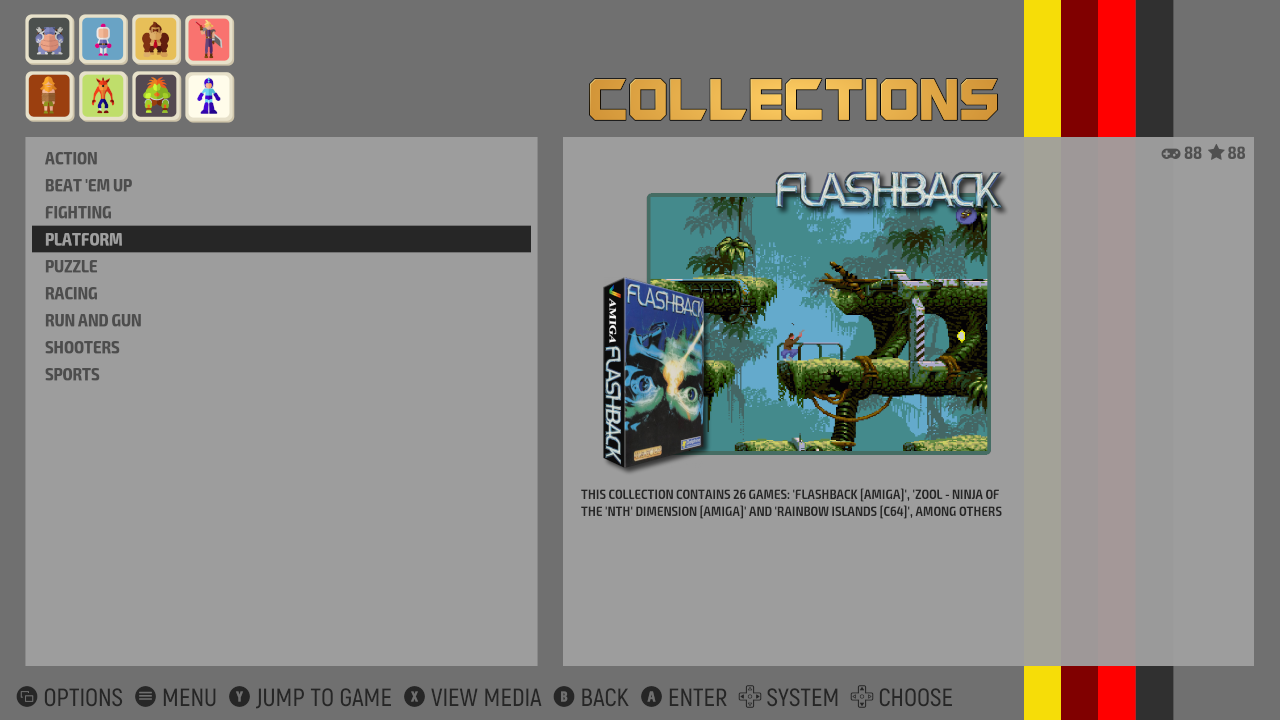 COLLECTIONS
ACTION
BEAT 'EM UP
FIGHTING
PLATFORM
PUZZLE
RACING
RUN AND GUN
SHOOTERS
SPORTS
88 88
FLASHBACK
FLASHBACK
AMIGA FLASHBACK
THIS COLLECTION CONTAINS 26 GAMES: 'FLASHBACK [AMIGA]', 'ZOOL - NINJA OF
THE 'NTH' DIMENSION [AMIGA]' AND 'RAINBOW ISLANDS [C64]', AMONG OTHERS
OPTIONS MENU Y JUMP TO GAME X VIEW MEDIA B BACK A ENTER SYSTEM CHOOSE